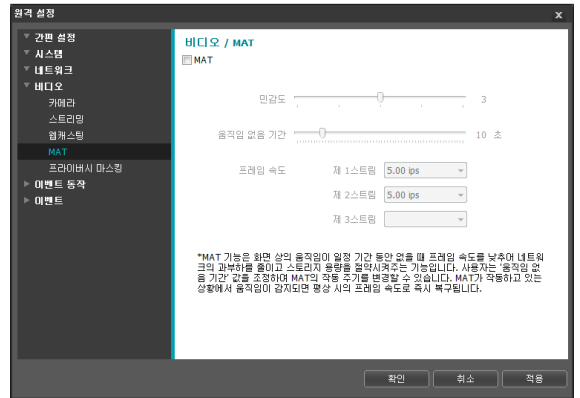 원격 설정
x
간편 설정
시스템
네트워크
비디오
카메라
스트리밍
웹캐스팅
MAT
프라이버시 마스킹
이벤트 동작
이벤트
비디오 / MAT
MAT
민감도 3
움직임 없음 기간 10 초
프레임 속도 제 1스트림 5.00 ips
제 2스트림 5.00 ips
제 3스트림
*MAT 기능은 화면 상의 움직임이 일정 기간 동안 없을 때 프레임 속도를 낮추어 네트워
크의 과부하를 줄이고 스토리지 용량을 절약시켜주는 기능입니다. 사용자는 '움직임 없
음 기간' 값을 조정하여 MAT의 작동 주기를 변경할 수 있습니다. MAT가 작동하고 있는
상황에서 움직임이 감지되면 평상 시의 프레임 속도로 즉시 복구됩니다.
확인 취소 적용